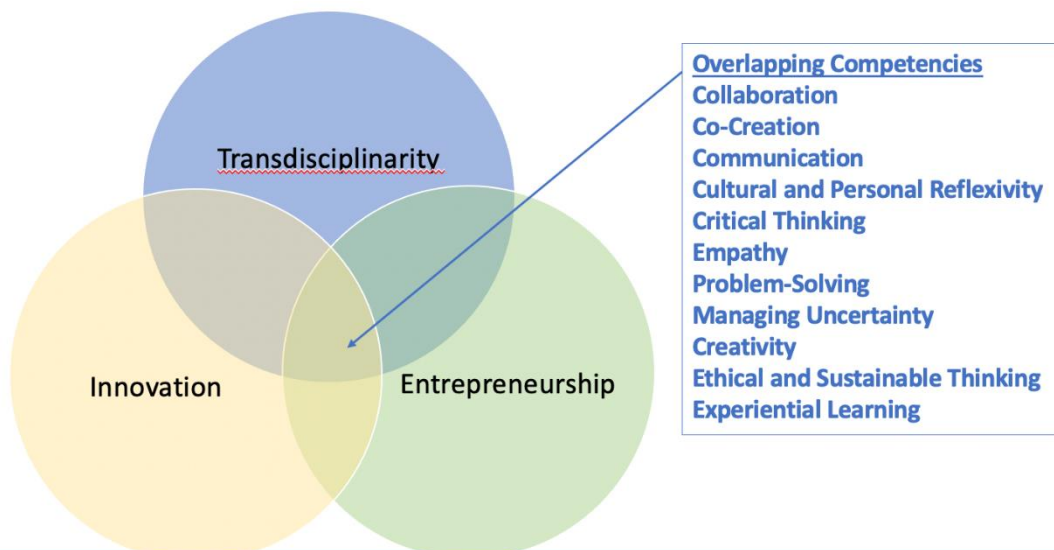 Transdisciplinarity
Innovation
Entrepreneurship
Overlapping Competencies
Collaboration
Co-Creation
Communication
Cultural and Personal Reflexivity
Critical Thinking
Empathy
Problem-Solving
Managing Uncertainty
Creativity
Ethical and Sustainable Thinking
Experiential Learning